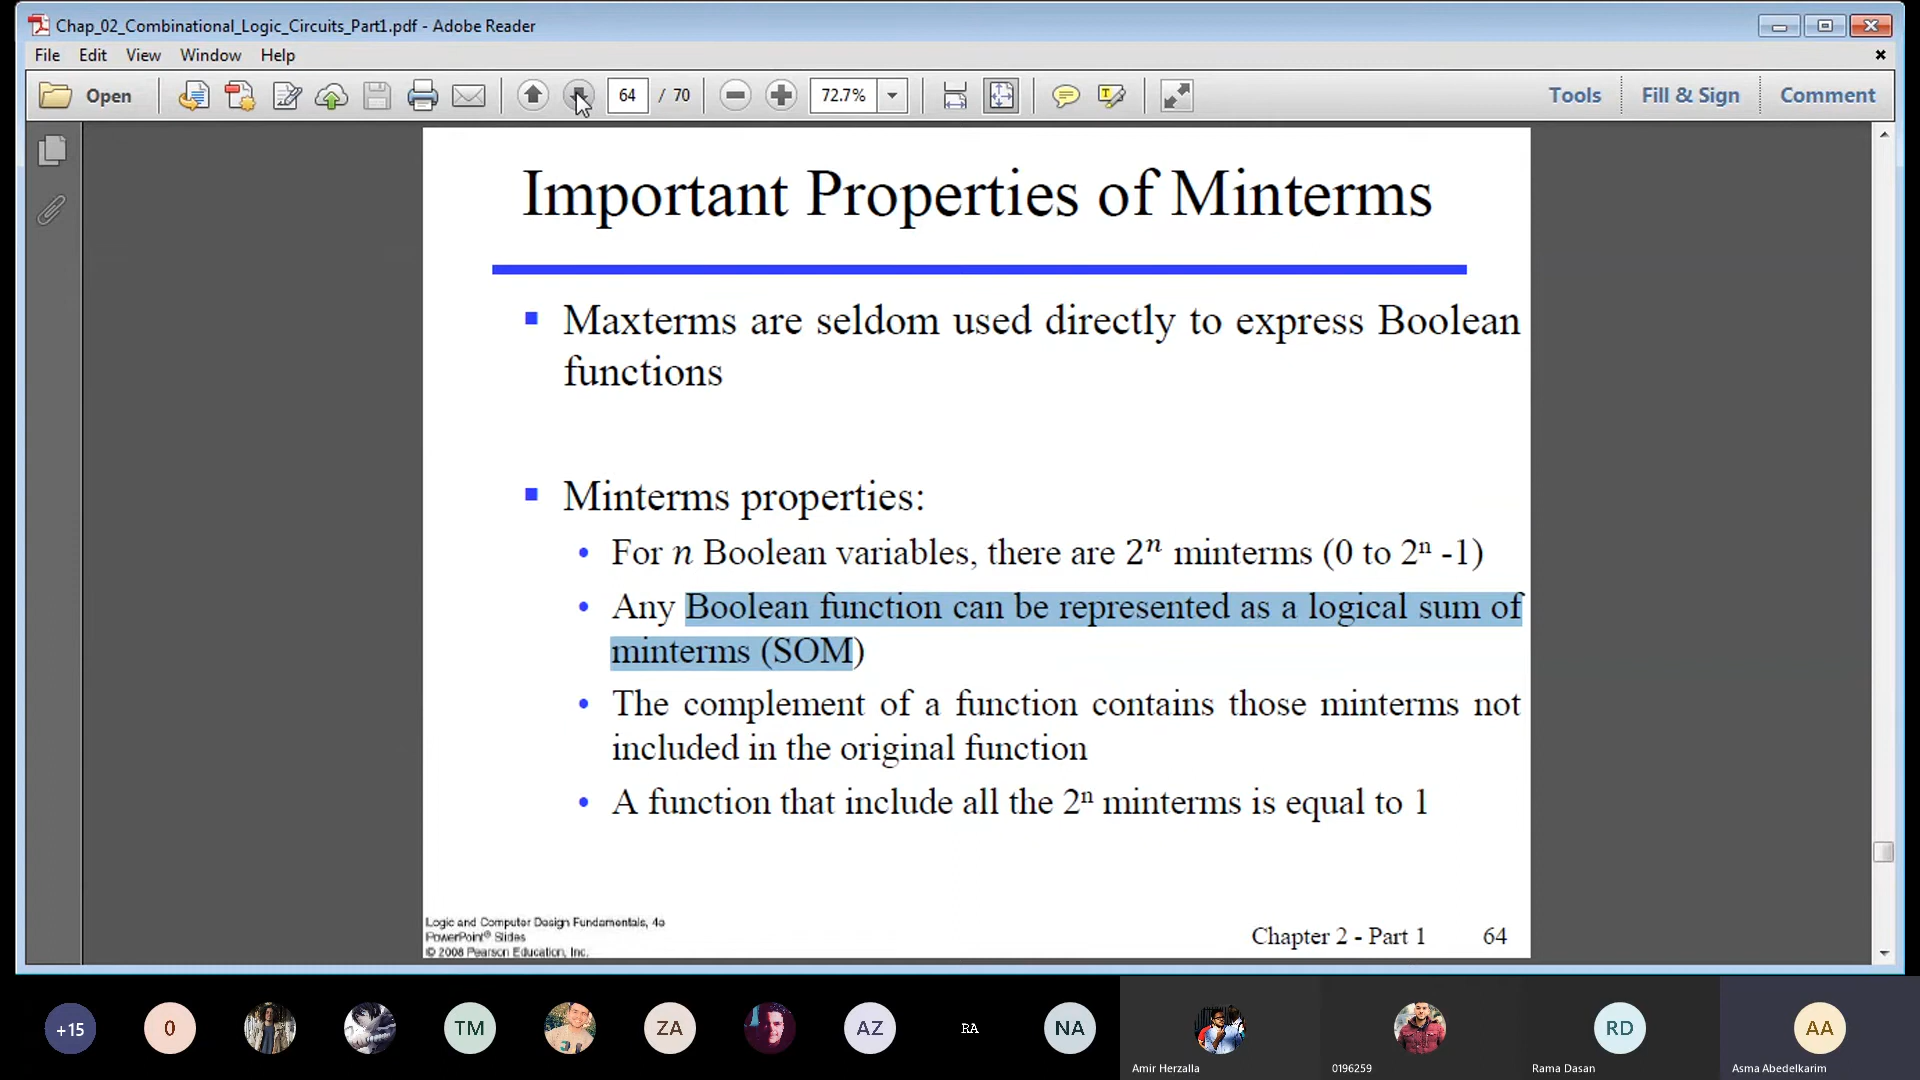 Chap_02_Combinational_Logic_Circuits_Part1.pdf - Adobe Reader
File Edit View Window Help
Open 64 / 70 72.7% Tools Fill & Sign Comment
Important Properties of Minterms
Maxterms are seldom used directly to express Boolean
functions
Minterms properties:
For n Boolean variables, there are 2ⁿ minterms (0 to 2ⁿ -1)
Any Boolean function can be represented as a logical sum of
minterms (SOM)
The complement of a function contains those minterms not
included in the original function
A function that include all the 2ⁿ minterms is equal to 1
Logic and Computer Design Fundamentals, 4e
PowerPoint® Slides
© 2008 Pearson Education, Inc.
Chapter 2 - Part 1 64
+15 0 TM ZA AZ RA NA RD AA
Amir Herzalla 0196259 Rama Dasan Asma Abedelkarim